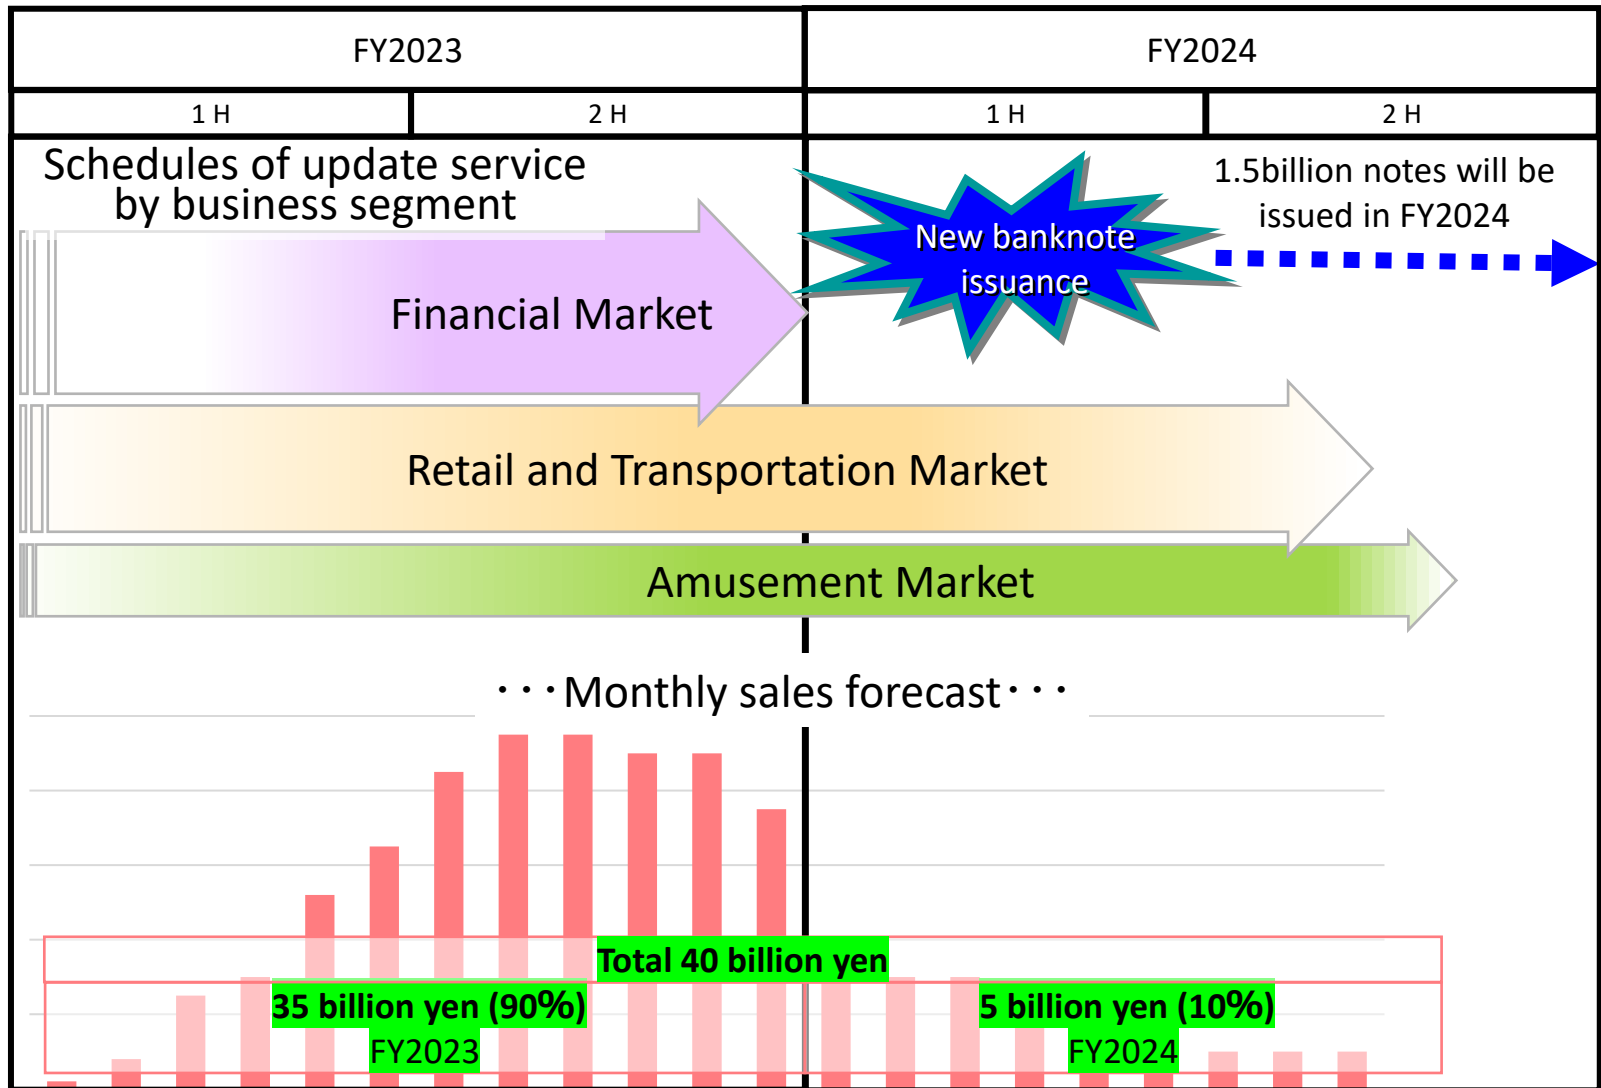 FY2023
FY2024
1 H
2 H
1 H
2 H
Schedules of update service
by business segment
New banknote
issuance
1.5billion notes will be
issued in FY2024
Financial Market
Retail and Transportation Market
Amusement Market
･･･Monthly sales forecast･･･
Total 40 billion yen
35 billion yen (90%)
FY2023
5 billion yen (10%)
FY2024